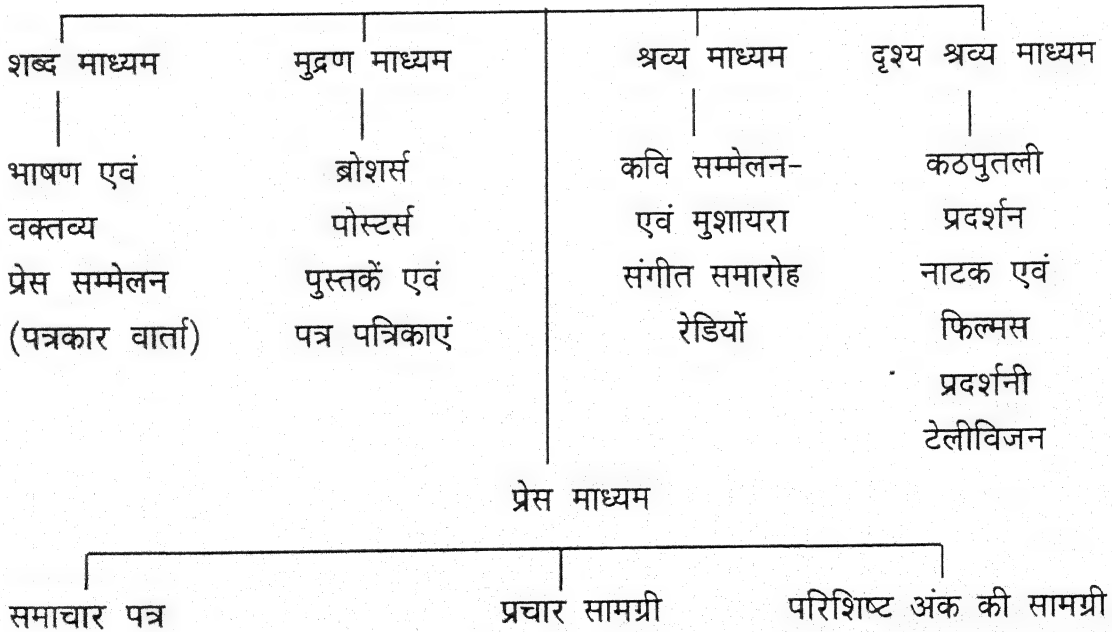 शब्द माध्यम
मुद्रण माध्यम
श्रव्य माध्यम
दृश्य श्रव्य माध्यम
भाषण एवं
वक्तव्य
प्रेस सम्मेलन
(पत्रकार वार्ता)
ब्रोशर्स
पोस्टर्स
पुस्तकें एवं
पत्र पत्रिकाएं
कवि सम्मेलन-
एवं मुशायरा
संगीत समारोह
रेडियों
कठपुतली
प्रदर्शन
नाटक एवं
फिल्मस
प्रदर्शनी
टेलीविजन
प्रेस माध्यम
समाचार पत्र
प्रचार सामग्री
परिशिष्ट अंक की सामग्री